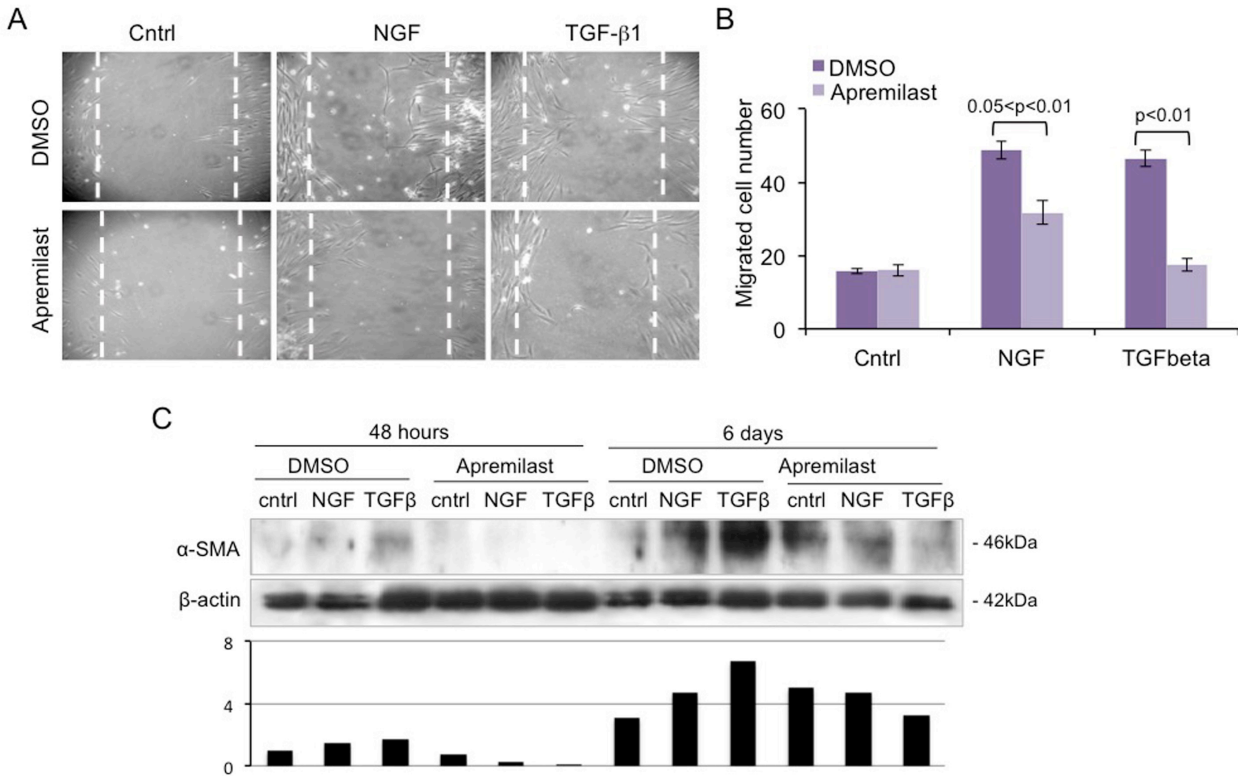 A
Cntrl NGF TGF-β1
DMSO
Apremilast
B
DMSO
Apremilast
0.05<p<0.01
p<0.01
Migrated cell number
60
40
20
0
Cntrl NGF TGFbeta
C
48 hours 6 days
DMSO Apremilast DMSO Apremilast
cntrl NGF TGFβ cntrl NGF TGFβ cntrl NGF TGFβ cntrl NGF TGFβ
α-SMA - 46kDa
β-actin - 42kDa
8
4
0